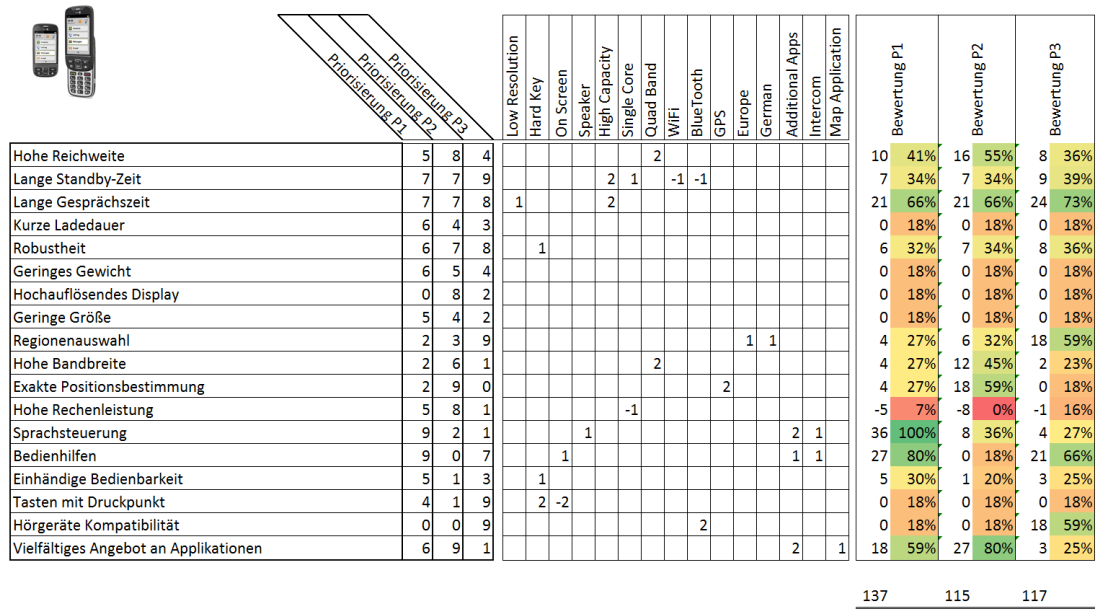 Priorisierung P1
Priorisierung P2
Priorisierung P3
Low Resolution
Hard Key
On Screen
Speaker
High Capacity
Single Core
Quad Band
WiFi
BlueTooth
GPS
Europe
German
Additional Apps
Intercom
Map Application
Bewertung P1
Bewertung P2
Bewertung P3
Hohe Reichweite 5 8 4 2 10 41% 16 55% 8 36%
Lange Standby-Zeit 7 7 9 2 1 -1 -1 7 34% 7 34% 9 39%
Lange Gesprächszeit 7 7 8 1 2 21 66% 21 66% 24 73%
Kurze Ladedauer 6 4 3 0 18% 0 18% 0 18%
Robustheit 6 7 8 1 6 32% 7 34% 8 36%
Geringes Gewicht 6 5 4 0 18% 0 18% 0 18%
Hochauflösendes Display 0 8 2 0 18% 0 18% 0 18%
Geringe Größe 5 4 2 0 18% 0 18% 0 18%
Regionenauswahl 2 3 9 1 1 4 27% 6 32% 18 59%
Hohe Bandbreite 2 6 1 2 4 27% 12 45% 2 23%
Exakte Positionsbestimmung 2 9 0 2 4 27% 18 59% 0 18%
Hohe Rechenleistung 5 8 1 -1 -5 7% -8 0% -1 16%
Sprachsteuerung 9 2 1 1 2 1 36 100% 8 36% 4 27%
Bedienhilfen 9 0 7 1 1 1 27 80% 0 18% 21 66%
Einhändige Bedienbarkeit 5 1 3 1 5 30% 1 20% 3 25%
Tasten mit Druckpunkt 4 1 9 2 -2 0 18% 0 18% 0 18%
Hörgeräte Kompatibilität 0 0 9 2 0 18% 0 18% 18 59%
Vielfältiges Angebot an Applikationen 6 9 1 2 1 18 59% 27 80% 3 25%
137 115 117